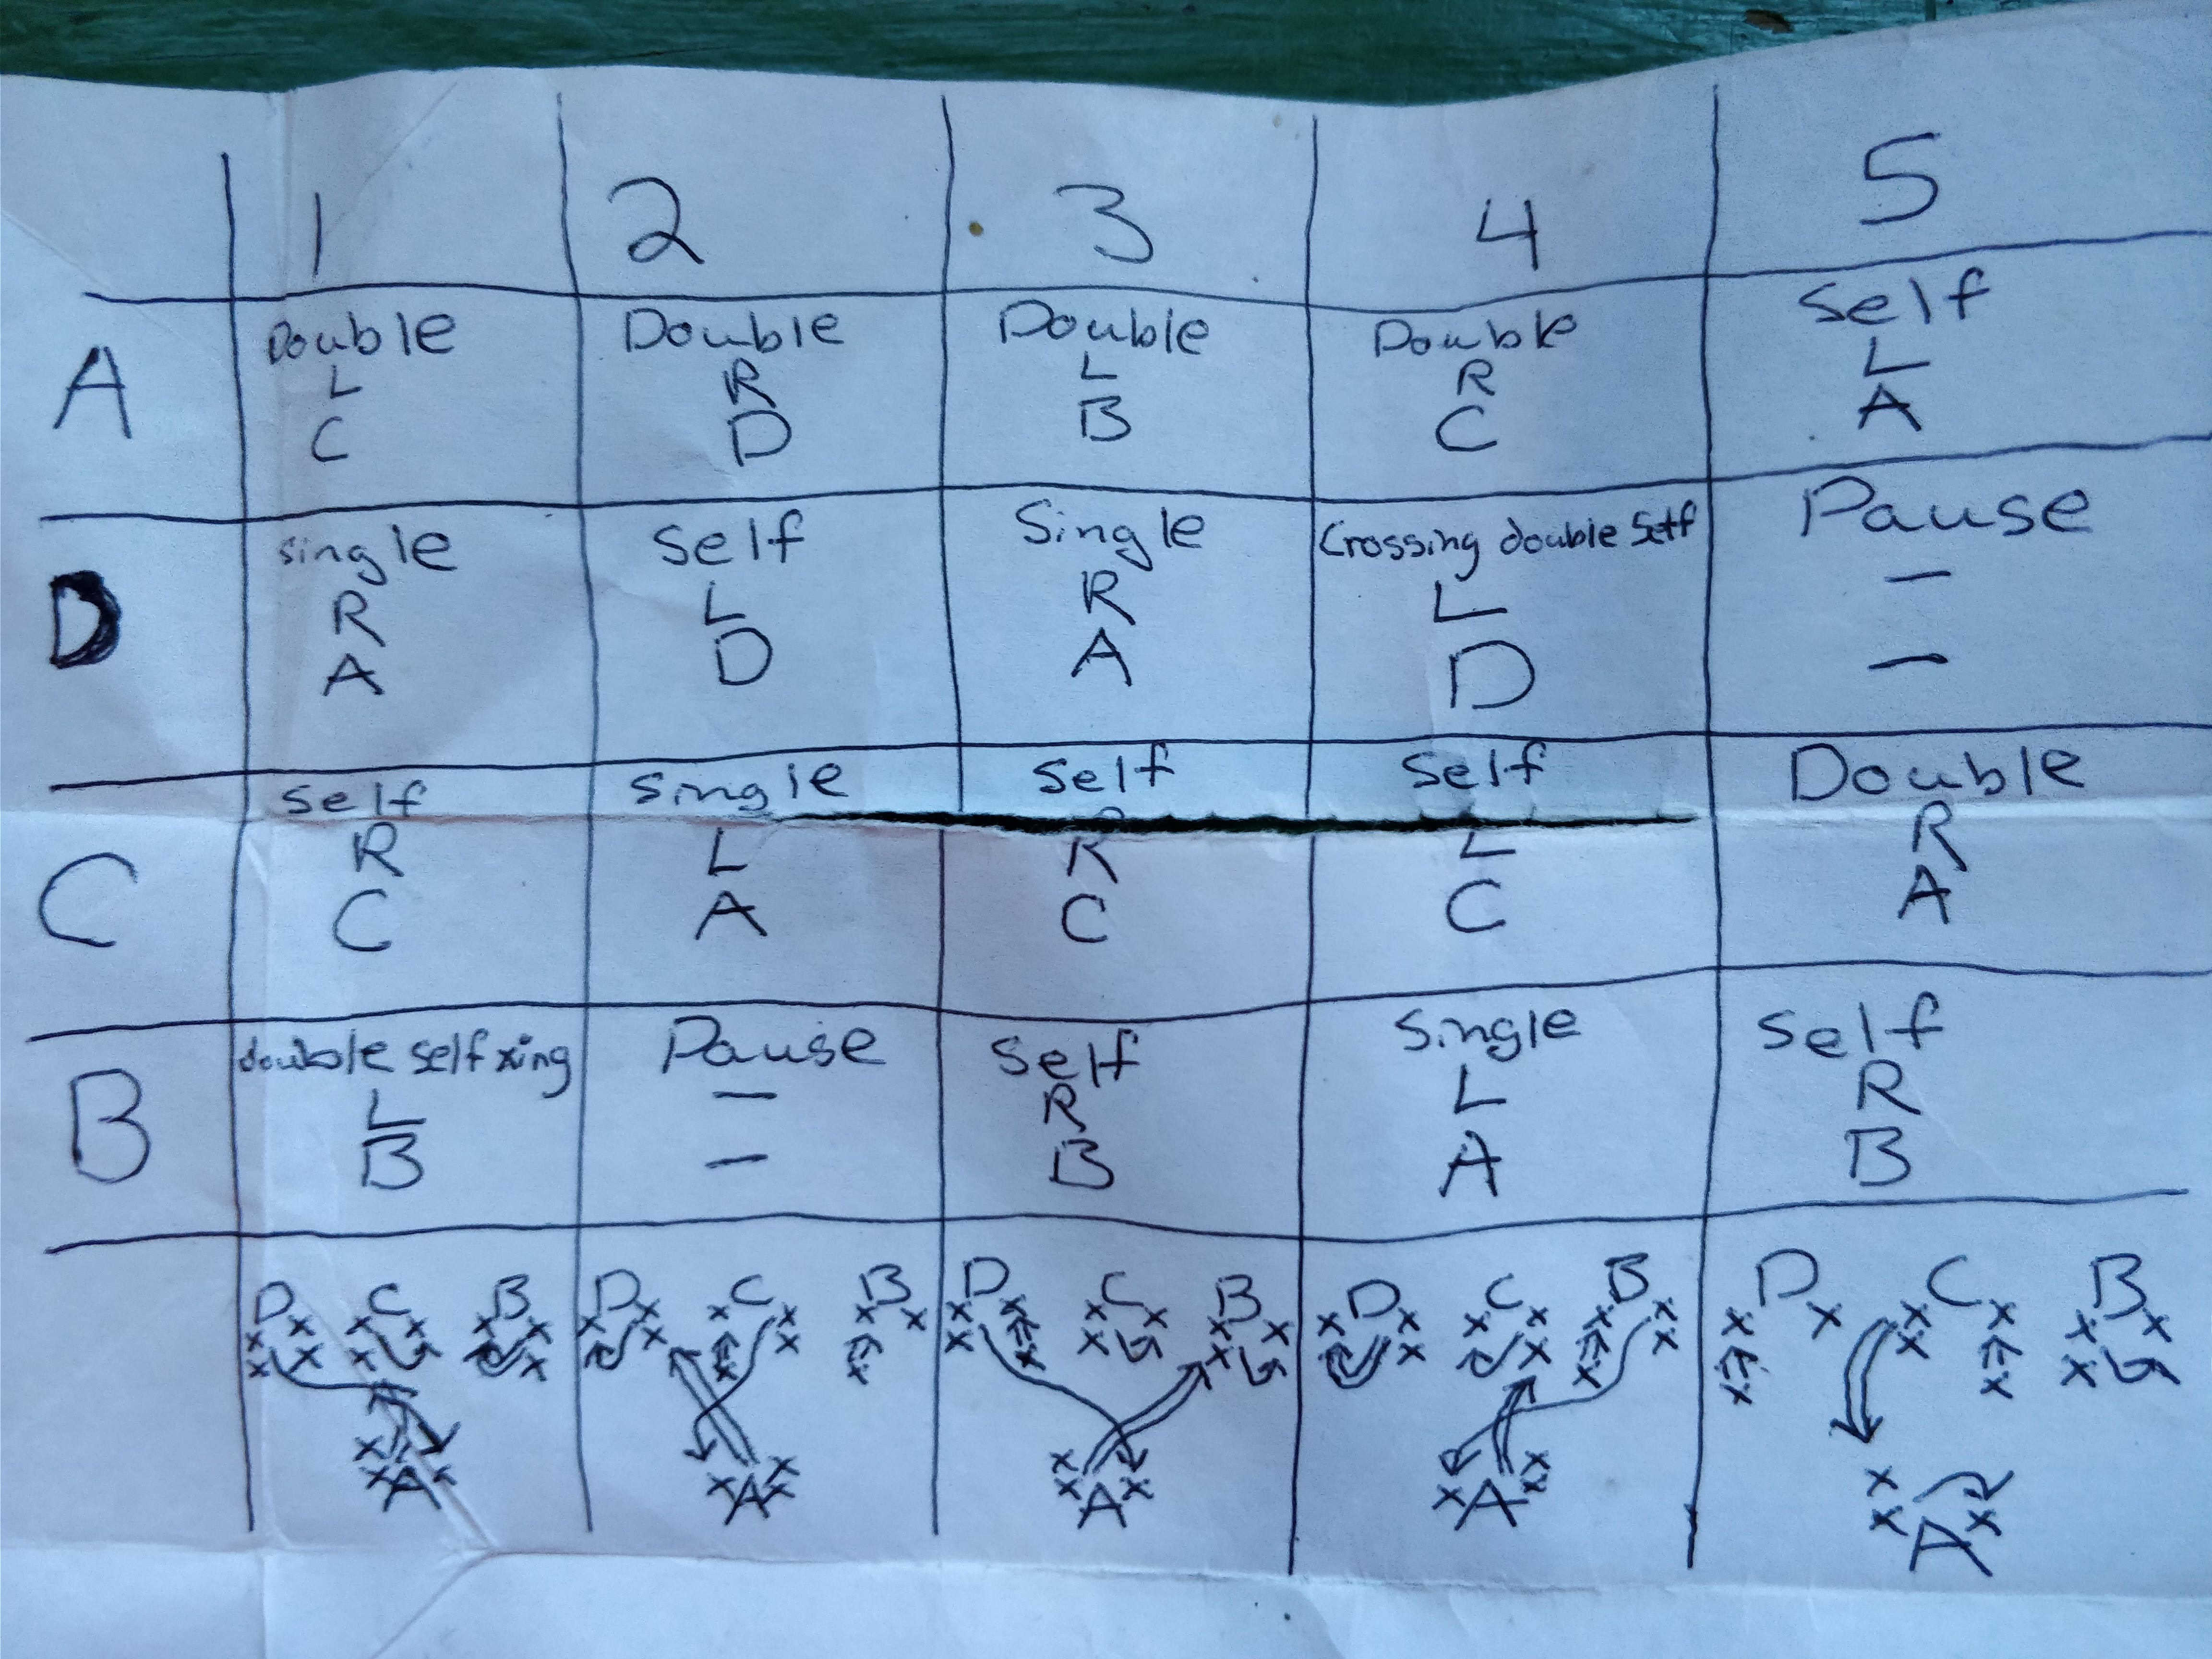 1 2 3 4 5
A
Double
L
C
Double
R
D
Double
L
B
Double
R
C
Self
L
A
D
single
R
A
Self
L
D
Single
R
A
Crossing double Self
L
D
Pause
—
—
C
Self
R
C
Single
L
A
Self
R
C
Self
L
C
Double
R
A
B
double self xing
L
B
Pause
—
—
Self
R
B
Single
L
A
Self
R
B
D C B
x x x x x x
x x x x x
x
x x x
A
D C B
x x x x x x
x x x x
x
x x x x
A
D C B
x x x x x x
x x x x x x
x x x x
A
D C B
x x x x x x
x x x x x
x x x
A
D C B
x x x x x x
x x x x x
x
x x x
A